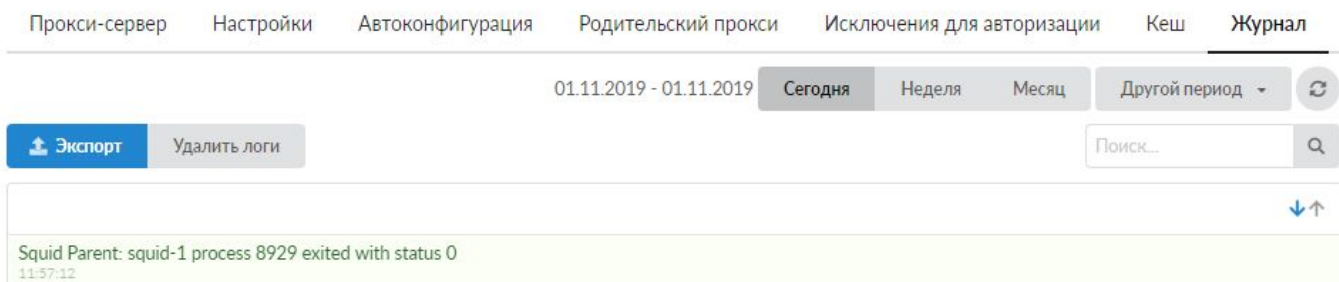 Прокси-сервер Настройки Автоконфигурация Родительский прокси Исключения для авторизации Кеш Журнал
01.11.2019 - 01.11.2019 Сегодня Неделя Месяц Другой период
Экспорт Удалить логи Поиск...
Squid Parent: squid-1 process 8929 exited with status 0
11:57:12